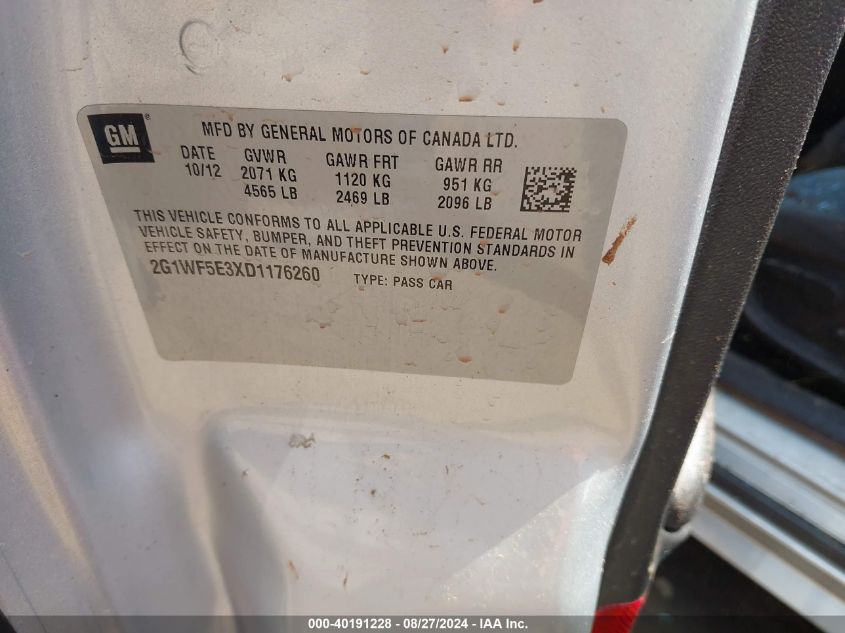 GM ®
MFD BY GENERAL MOTORS OF CANADA LTD.
DATE GVWR GAWR FRT GAWR RR
10/12 2071 KG 1120 KG 951 KG
4565 LB 2469 LB 2096 LB
THIS VEHICLE CONFORMS TO ALL APPLICABLE U.S. FEDERAL MOTOR
VEHICLE SAFETY, BUMPER, AND THEFT PREVENTION STANDARDS IN
EFFECT ON THE DATE OF MANUFACTURE SHOWN ABOVE.
2G1WF5E3XD1176260 TYPE: PASS CAR
000-40191228 - 08/27/2024 - IAA Inc.